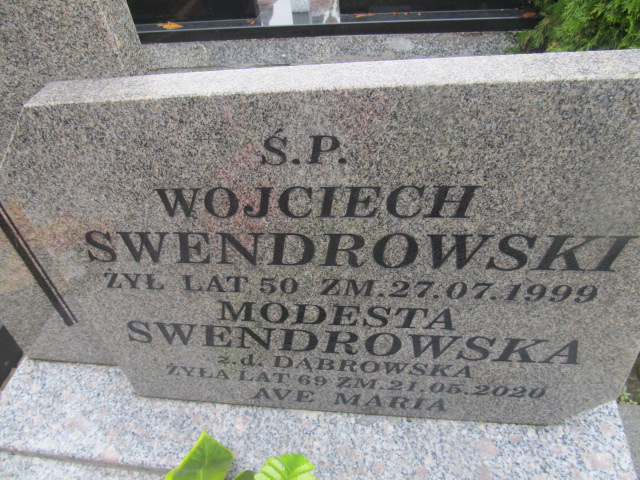 Ś.P.
WOJCIECH
SWENDROWSKI
ŻYŁ LAT 50 ZM.27.07.1999
MODESTA
SWENDROWSKA
z.d. DĄBROWSKA
ŻYŁA LAT 69 ZM.21.05.2020
AVE MARIA